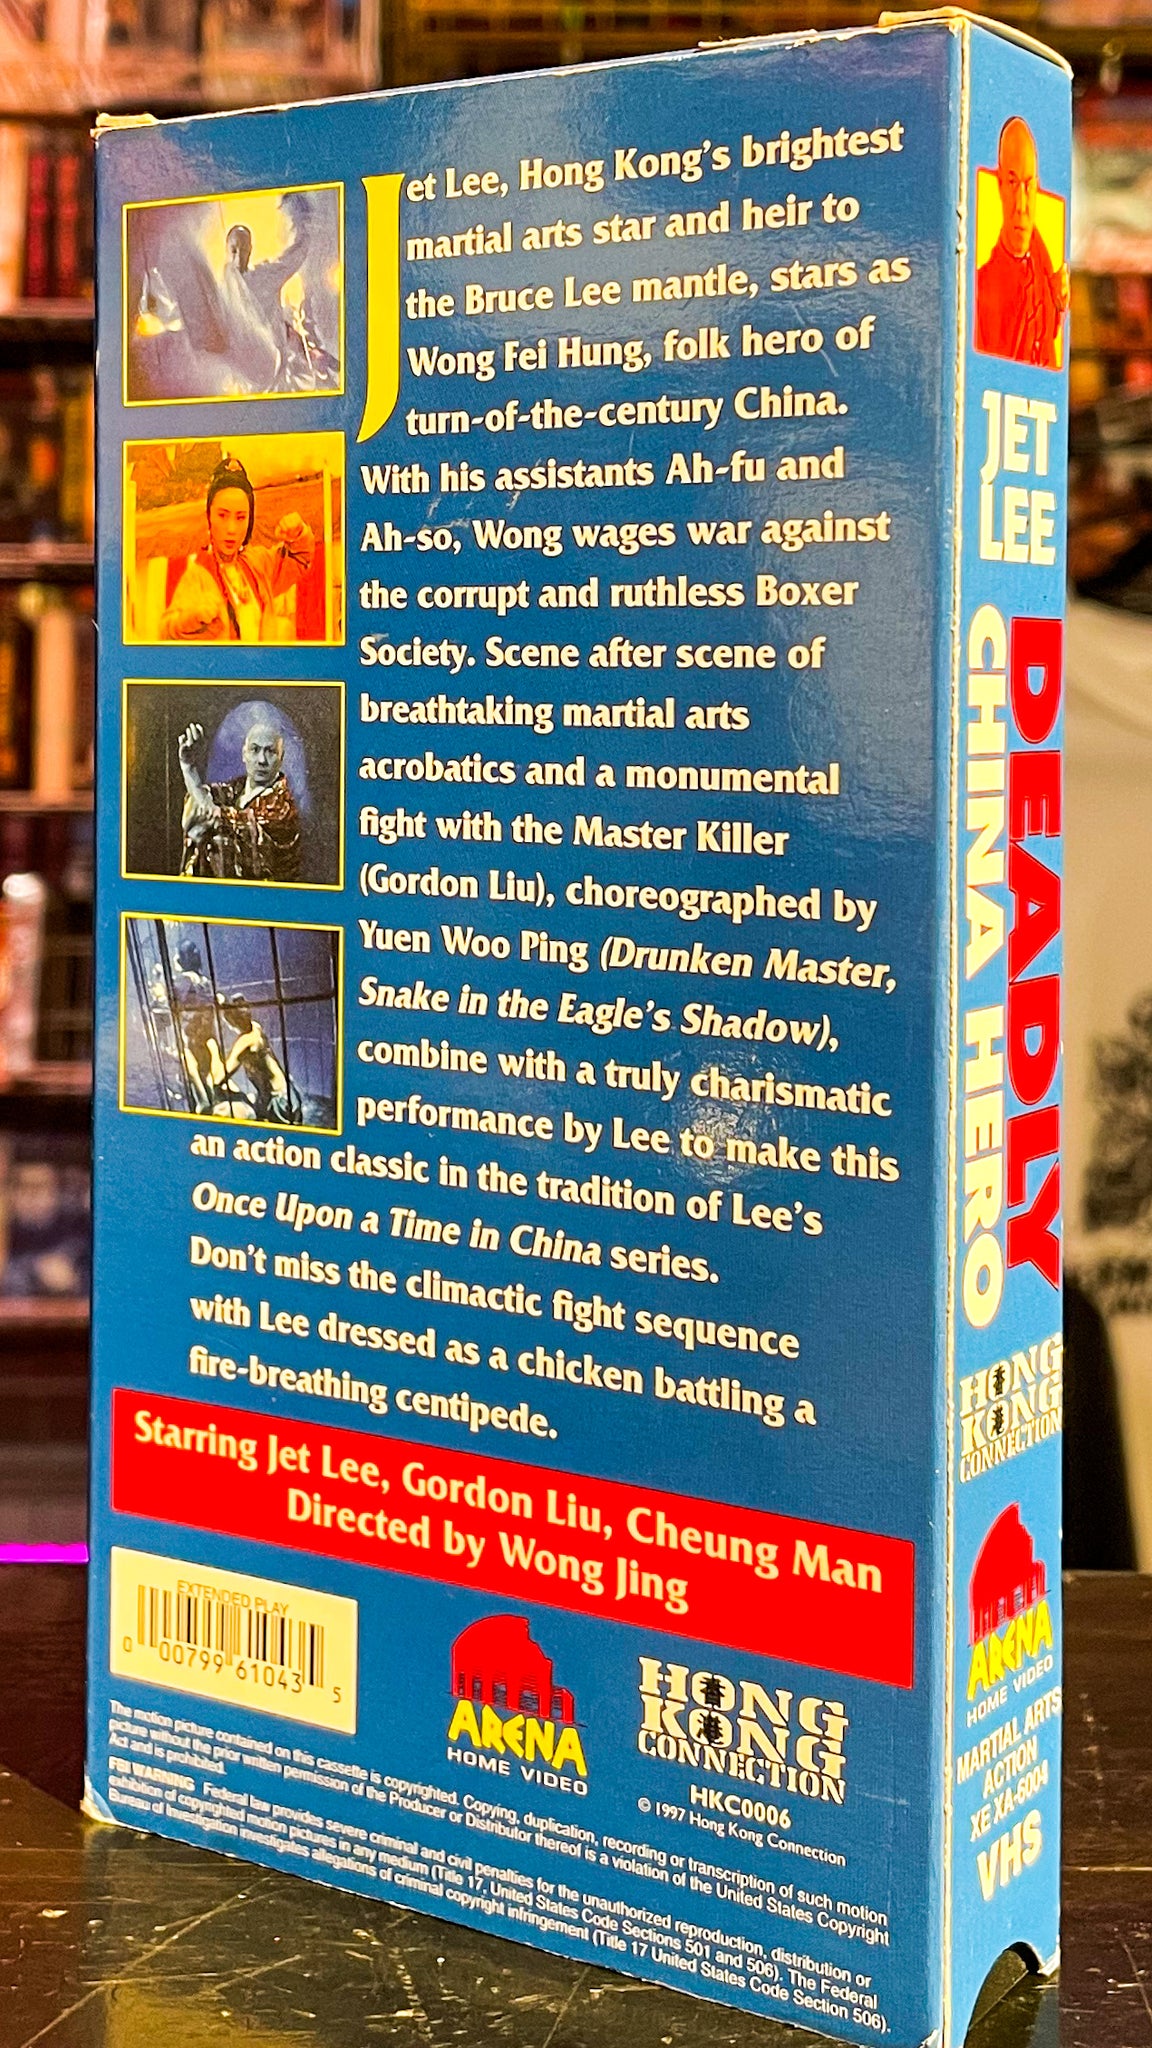 Jet Lee, Hong Kong's brightest
martial arts star and heir to
the Bruce Lee mantle, stars as
Wong Fei Hung, folk hero of
turn-of-the-century China.
With his assistants Ah-fu and
Ah-so, Wong wages war against
the corrupt and ruthless Boxer
Society. Scene after scene of
breathtaking martial arts
acrobatics and a monumental
fight with the Master Killer
(Gordon Liu), choreographed by
Yuen Woo Ping (Drunken Master,
Snake in the Eagle's Shadow),
combine with a truly charismatic
performance by Lee to make this
an action classic in the tradition of Lee's
Once Upon a Time in China series.
Don't miss the climactic fight sequence
with Lee dressed as a chicken battling a
fire-breathing centipede.
Starring Jet Lee, Gordon Liu, Cheung Man
Directed by Wong Jing
EXTENDED PLAY
0 00799 61043 5
ARENA
HOME VIDEO
HONG
KONG
CONNECTION
香港
HKC0006
© 1997 Hong Kong Connection
The motion picture contained on this cassette is copyrighted. Copying, duplication, recording or transcription of such motion
picture without the prior written permission of the Producer or Distributor thereof is a violation of the United States Copyright
Act and is prohibited.
FBI WARNING Federal law provides severe criminal and civil penalties for the unauthorized reproduction, distribution or
exhibition of copyrighted motion pictures in any medium (Title 17, United States Code Sections 501 and 506). The Federal
Bureau of Investigation investigates allegations of criminal copyright infringement (Title 17 United States Code Section 506).
JET
LEE
DEADLY
CHINA HERO
HONG
KONG
CONNECTION
香港
ARENA
HOME VIDEO
MARTIAL ARTS
ACTION
XE XA-6004
VHS